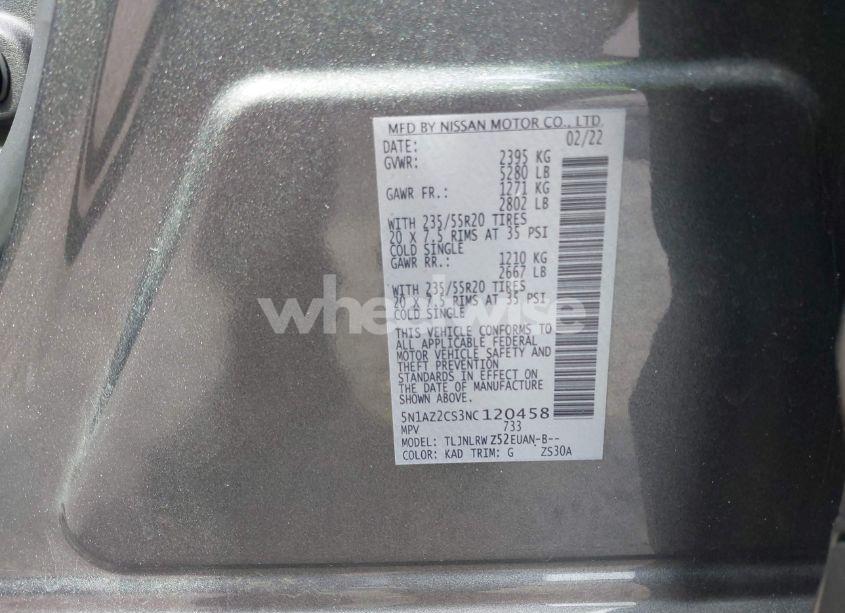 MFD BY NISSAN MOTOR CO., LTD.
DATE: 02/22
GVWR: 2395 KG
5280 LB
GAWR FR.: 1271 KG
2802 LB
WITH 235/55R20 TIRES
20 X 7.5 RIMS AT 35 PSI
COLD SINGLE
GAWR RR.: 1210 KG
2667 LB
WITH 235/55R20 TIRES
20 X 7.5 RIMS AT 35 PSI
COLD SINGLE
wheelwise
THIS VEHICLE CONFORMS TO
ALL APPLICABLE FEDERAL
MOTOR VEHICLE SAFETY AND
THEFT PREVENTION
STANDARDS IN EFFECT ON
THE DATE OF MANUFACTURE
SHOWN ABOVE.
5N1AZ2CS3NC120458
MPV 733
MODEL: TLJNLRW Z52EUAN-B--
COLOR: KAD TRIM: G ZS30A